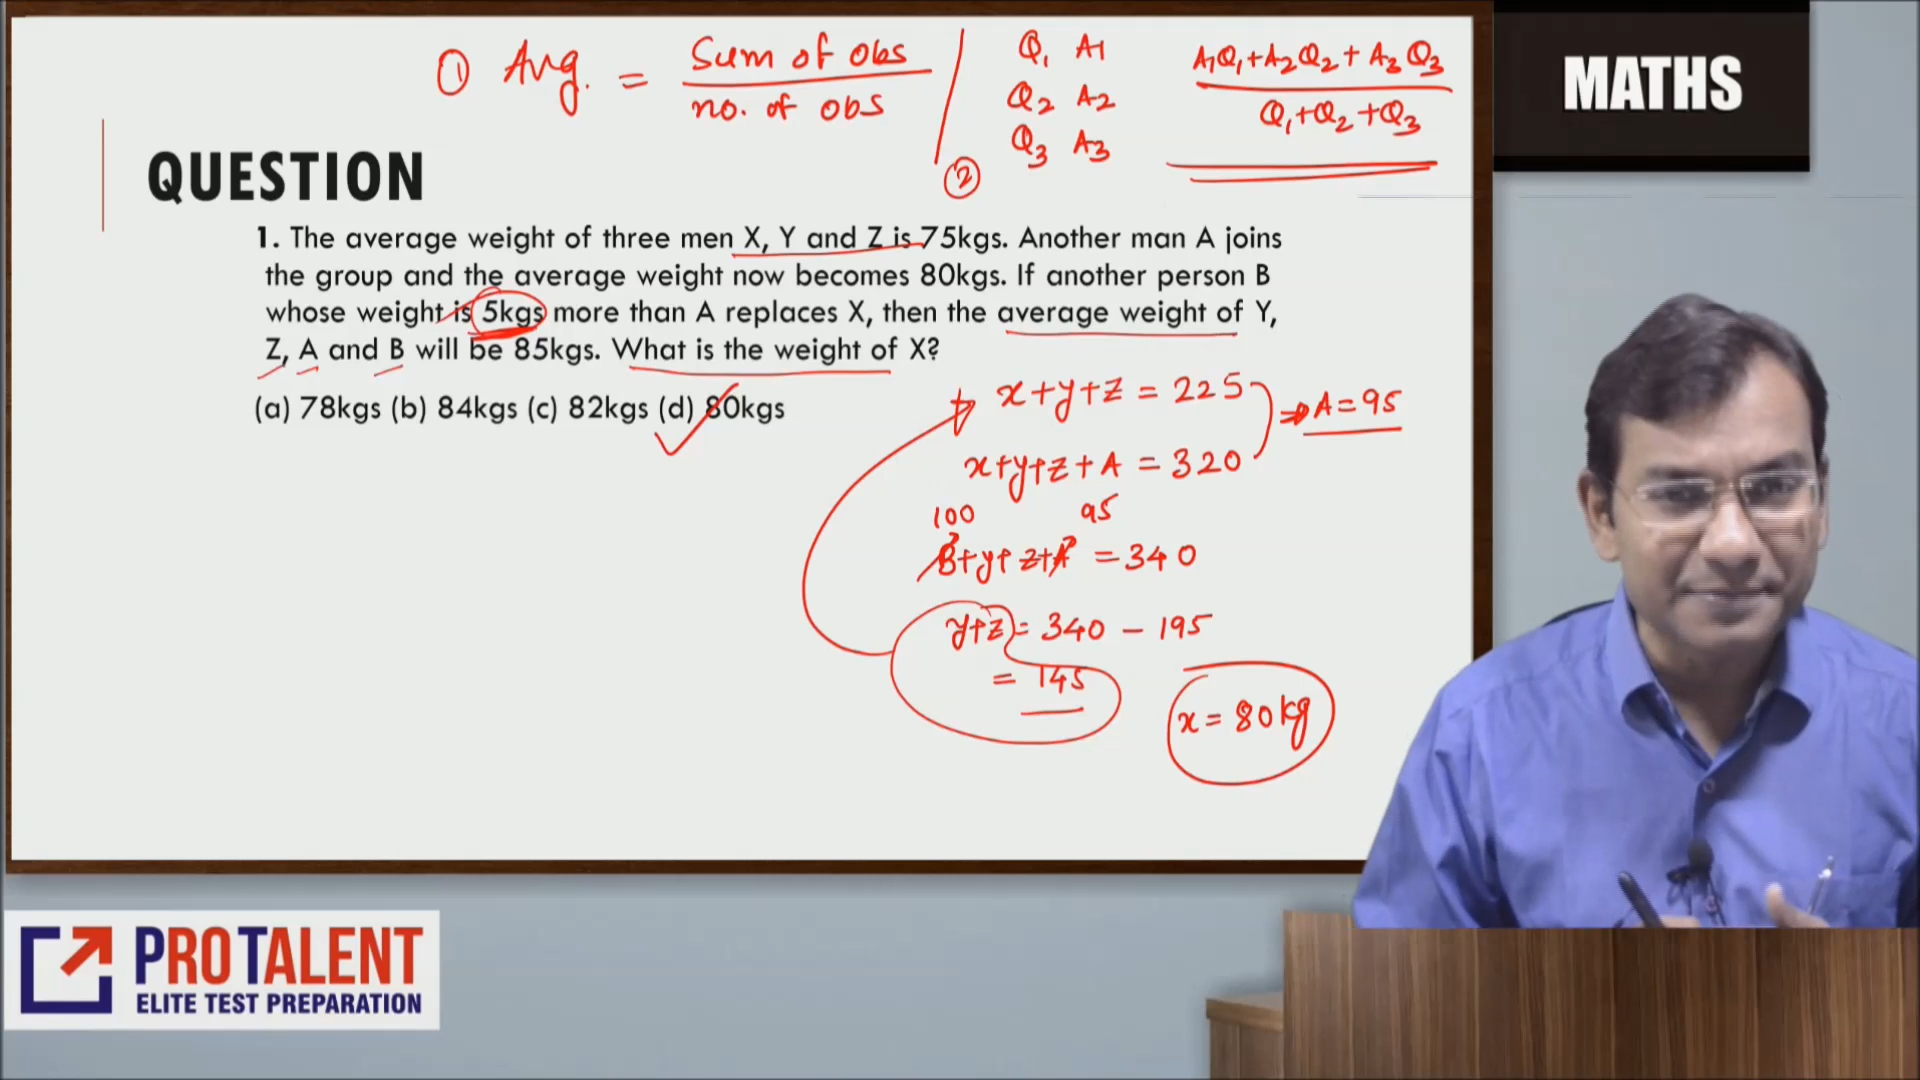 ① Avg. = Sum of obs / no. of obs
Q1 A1
Q2 A2
Q3 A3
②
A1Q1+A2Q2+A3Q3 / Q1+Q2+Q3
MATHS
QUESTION
1. The average weight of three men X, Y and Z is 75kgs. Another man A joins
the group and the average weight now becomes 80kgs. If another person B
whose weight is 5kgs more than A replaces X, then the average weight of Y,
Z, A and B will be 85kgs. What is the weight of X?
(a) 78kgs (b) 84kgs (c) 82kgs (d) 80kgs
x+y+z = 225
⇒ A=95
x+y+z+A = 320
100 95
B+y+z+A = 340
y+z = 340 – 195
= 145
x = 80kg
PROTALENT
ELITE TEST PREPARATION